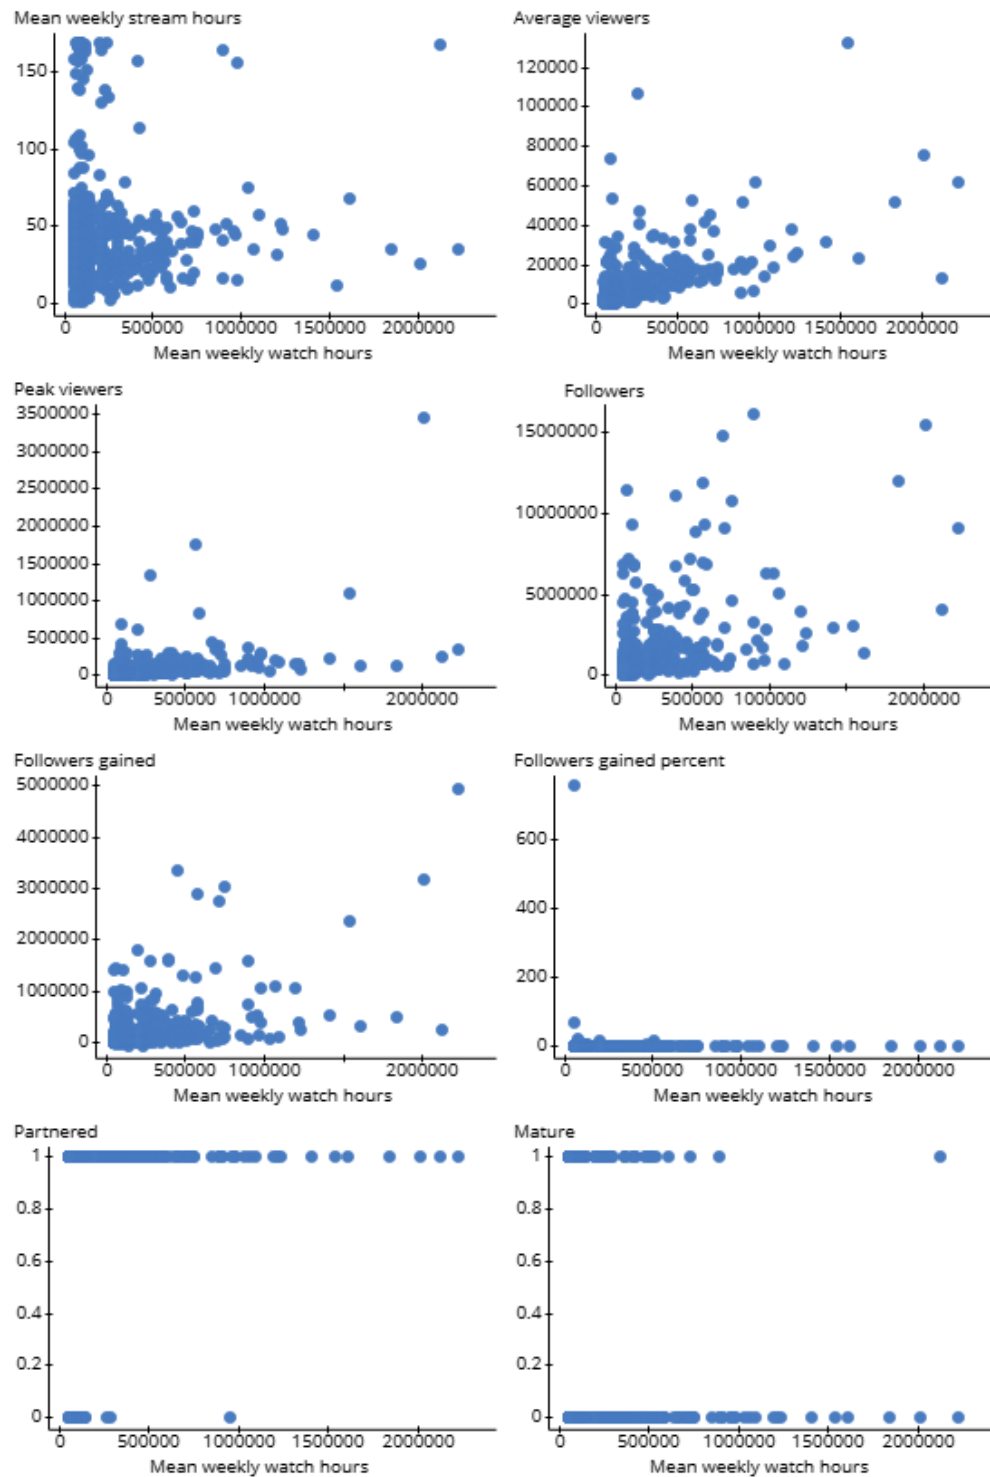 Mean weekly stream hours
150
100
50
0
0 500000 1000000 1500000 2000000
Mean weekly watch hours
Average viewers
120000
100000
80000
60000
40000
20000
0
0 500000 1000000 1500000 2000000
Mean weekly watch hours
Peak viewers
3500000
3000000
2500000
2000000
1500000
1000000
500000
0
0 500000 1000000 2000000
Mean weekly watch hours
Followers
15000000
10000000
5000000
0
0 500000 1000000 2000000
Mean weekly watch hours
Followers gained
5000000
4000000
3000000
2000000
1000000
0
0 500000 1000000 2000000
Mean weekly watch hours
Followers gained percent
600
400
200
0
0 500000 1000000 1500000 2000000
Mean weekly watch hours
Partnered
1
0.8
0.6
0.4
0.2
0
0 500000 1000000 1500000 2000000
Mean weekly watch hours
Mature
1
0.8
0.6
0.4
0.2
0
0 500000 1000000 1500000 2000000
Mean weekly watch hours